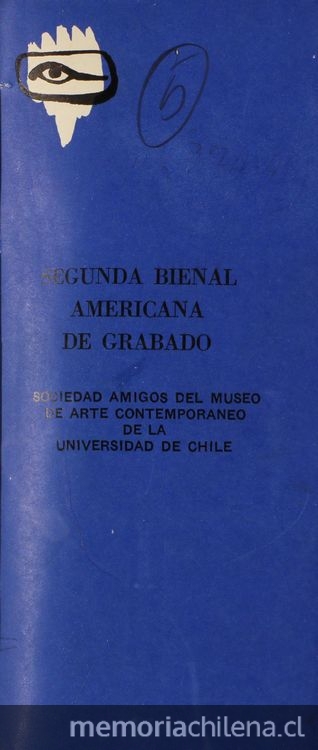 6
SEGUNDA BIENAL
AMERICANA
DE GRABADO
SOCIEDAD AMIGOS DEL MUSEO
DE ARTE CONTEMPORANEO
DE LA
UNIVERSIDAD DE CHILE
memoriachilena.cl